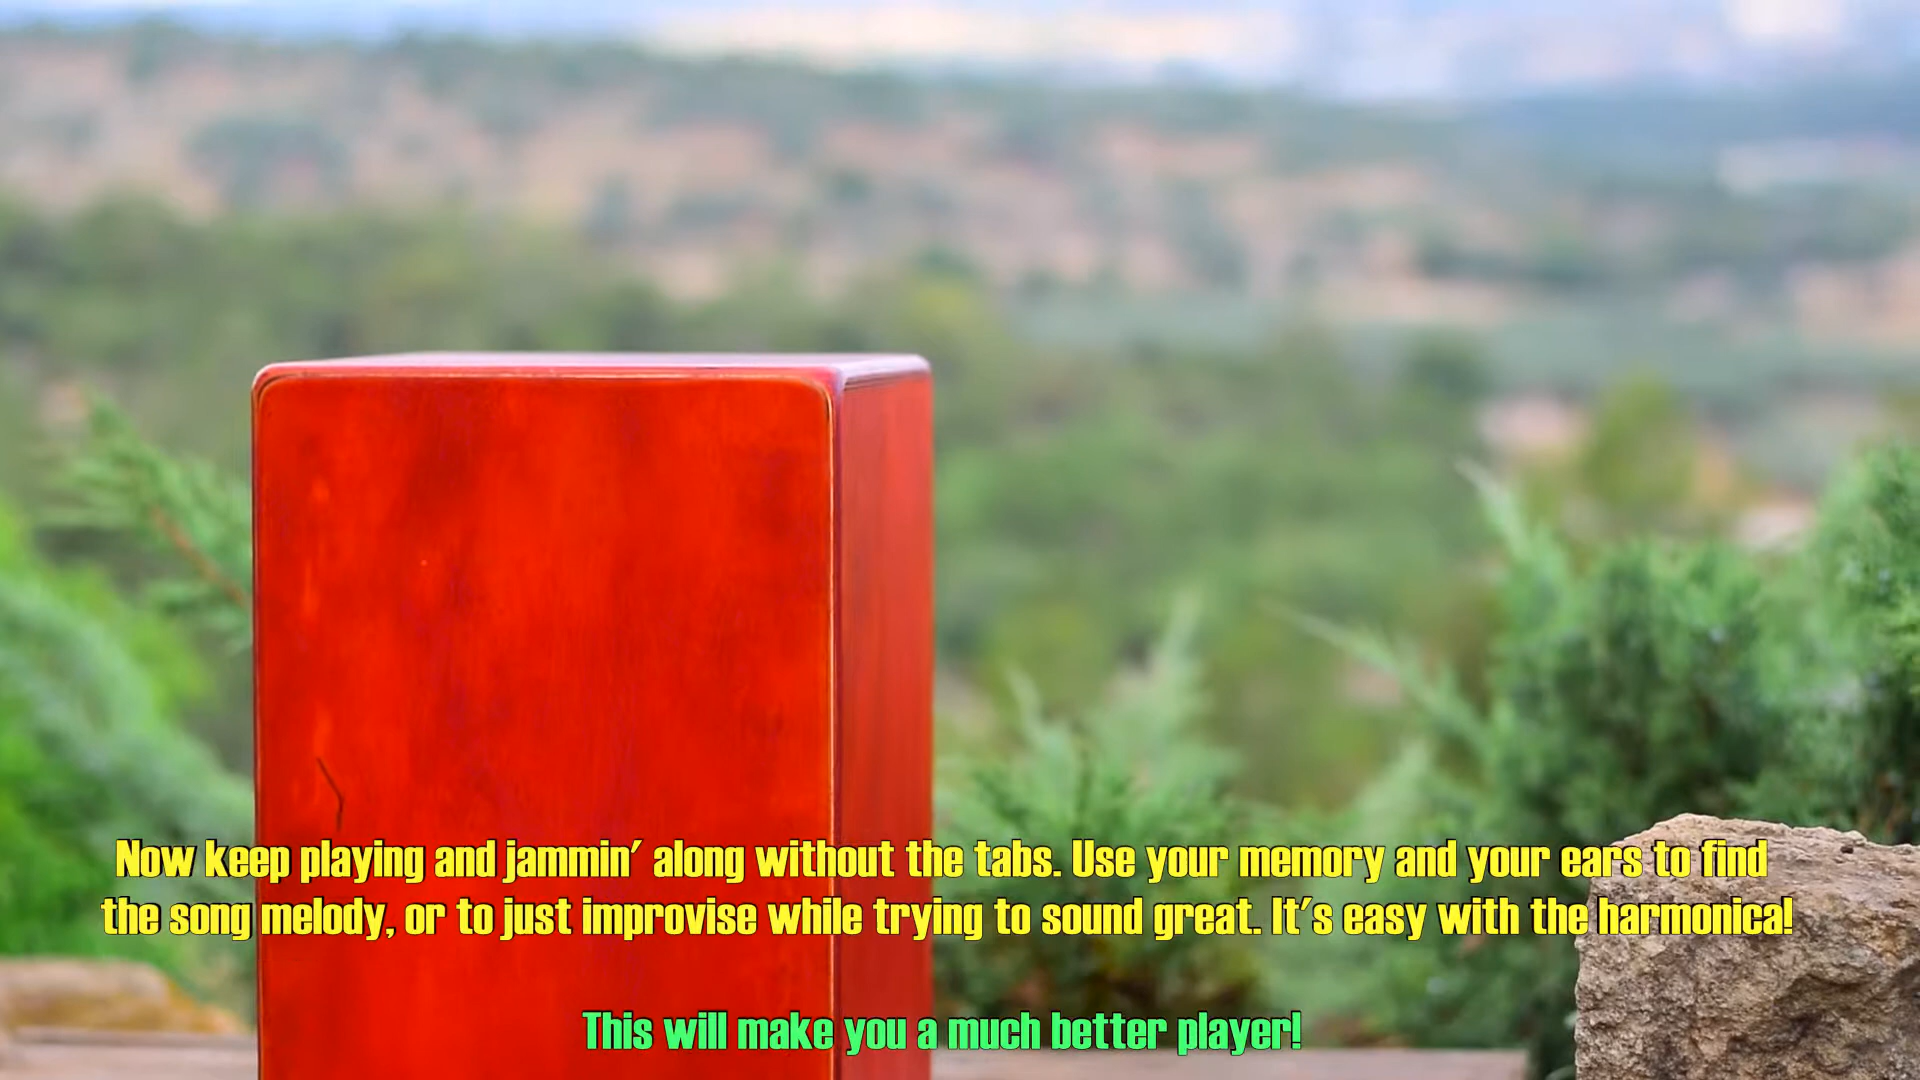 Now keep playing and jammin' along without the tabs. Use your memory and your ears to find
the song melody, or to just improvise while trying to sound great. It's easy with the harmonica!
This will make you a much better player!